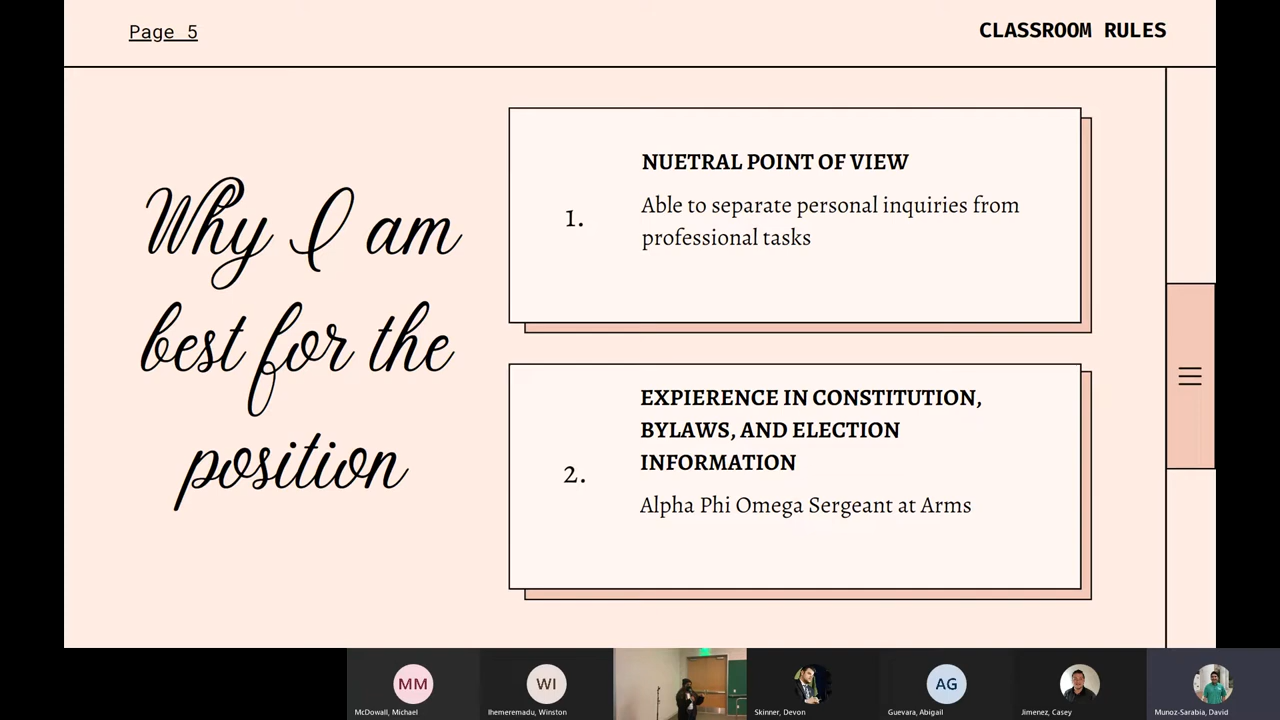 Page 5
CLASSROOM RULES
Why I am
best for the
position
1.
NUETRAL POINT OF VIEW
Able to separate personal inquiries from
professional tasks
2.
EXPIERENCE IN CONSTITUTION,
BYLAWS, AND ELECTION
INFORMATION
Alpha Phi Omega Sergeant at Arms
MM
McDowall, Michael
WI
Ihemeremadu, Winston
Skinner, Devon
AG
Guevara, Abigail
Jimenez, Casey
Munoz-Sarabia, David